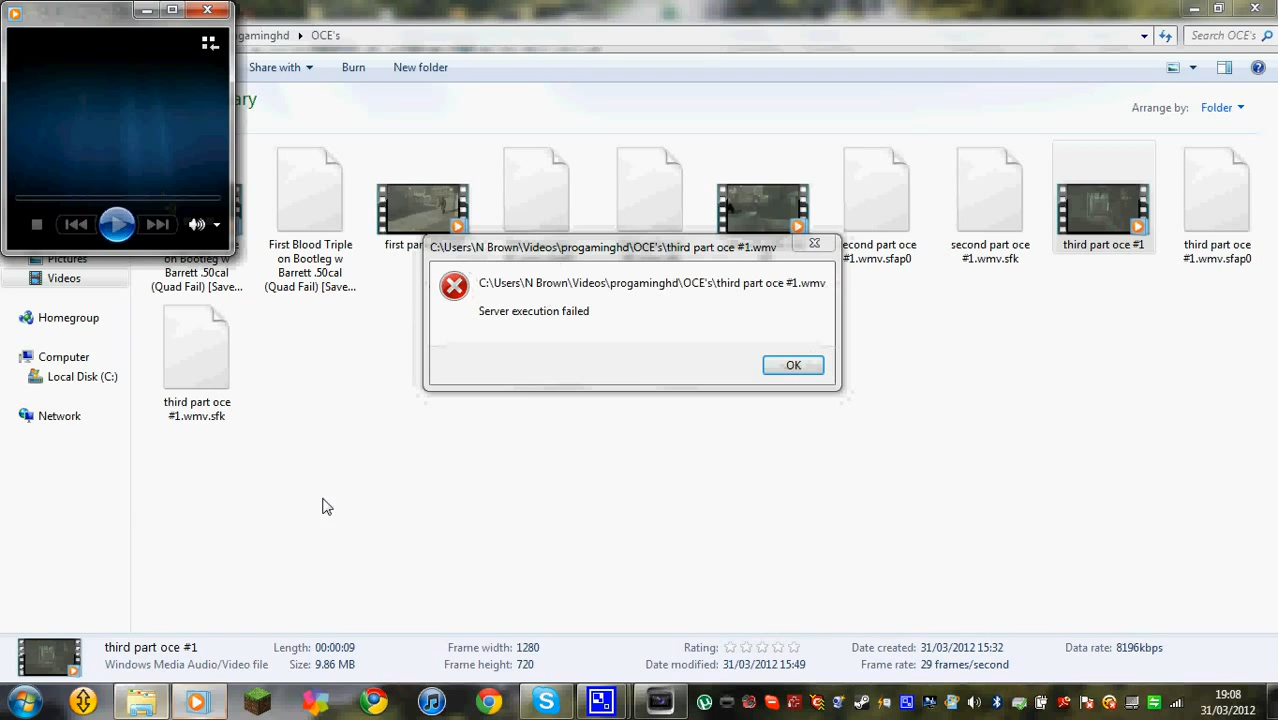 ogaminghd ▸ OCE's
Search OCE's
Share with
Burn
New folder
ary
Arrange by: Folder
First Blood Triple
on Bootleg w
Barrett .50cal
(Quad Fail) [Save...
on Bootleg w
Barrett .50cal
(Quad Fail) [Save...
first par
econd part oce
#1.wmv.sfap0
second part oce
#1.wmv.sfk
third part oce #1
third part oce
#1.wmv.sfap0
third part oce
#1.wmv.sfk
Pictures
Videos
Homegroup
Computer
Local Disk (C:)
Network
C:\Users\N Brown\Videos\progaminghd\OCE's\third part oce #1.wmv
C:\Users\N Brown\Videos\progaminghd\OCE's\third part oce #1.wmv
Server execution failed
OK
third part oce #1
Windows Media Audio/Video file
Length: 00:00:09
Size: 9.86 MB
Frame width: 1280
Frame height: 720
Rating:
Date modified: 31/03/2012 15:49
Date created: 31/03/2012 15:32
Frame rate: 29 frames/second
Data rate: 8196kbps
19:08
31/03/2012